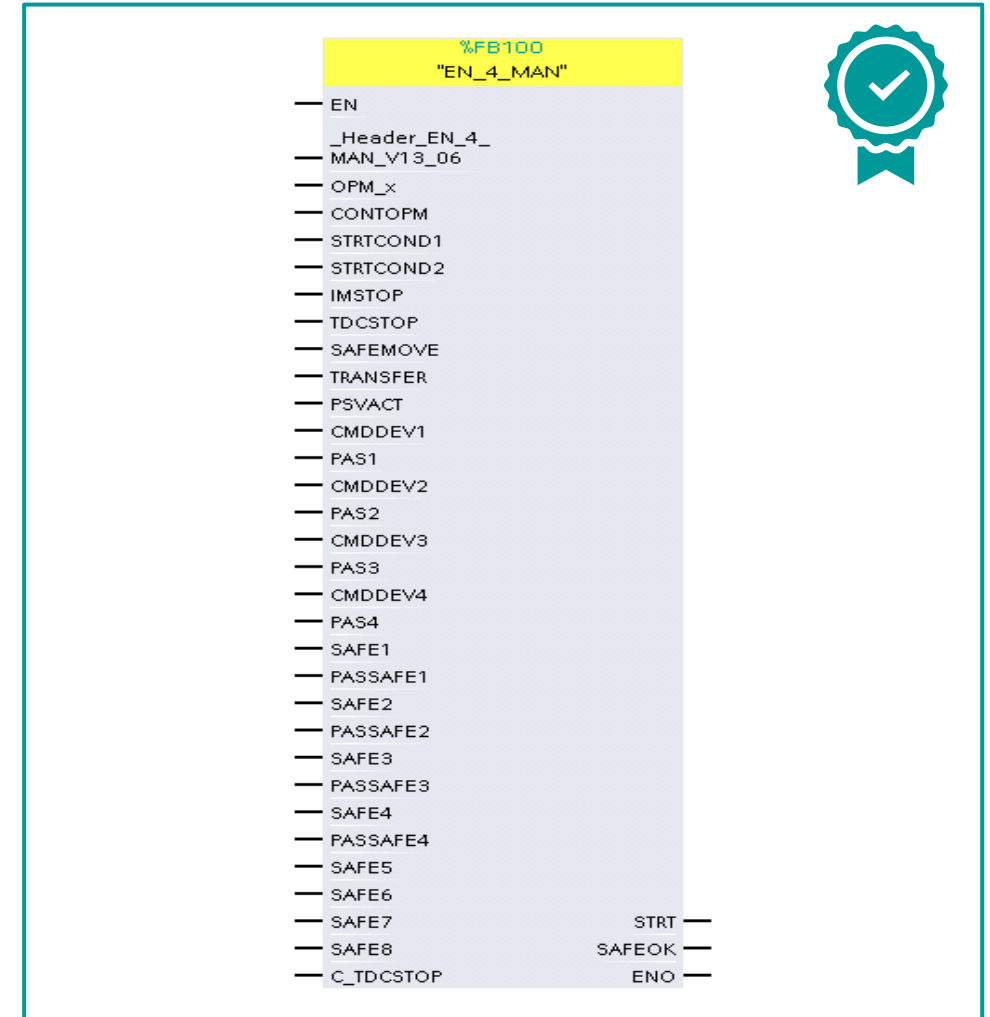 %FB100
"EN_4_MAN"
EN
_Header_EN_4_
MAN_V13_06
OPM_x
CONTOPM
STRTCOND1
STRTCOND2
IMSTOP
TDCSTOP
SAFEMOVE
TRANSFER
PSVACT
CMDDEV1
PAS1
CMDDEV2
PAS2
CMDDEV3
PAS3
CMDDEV4
PAS4
SAFE1
PASSAFE1
SAFE2
PASSAFE2
SAFE3
PASSAFE3
SAFE4
PASSAFE4
SAFE5
SAFE6
SAFE7 STRT
SAFE8 SAFEOK
C_TDCSTOP ENO